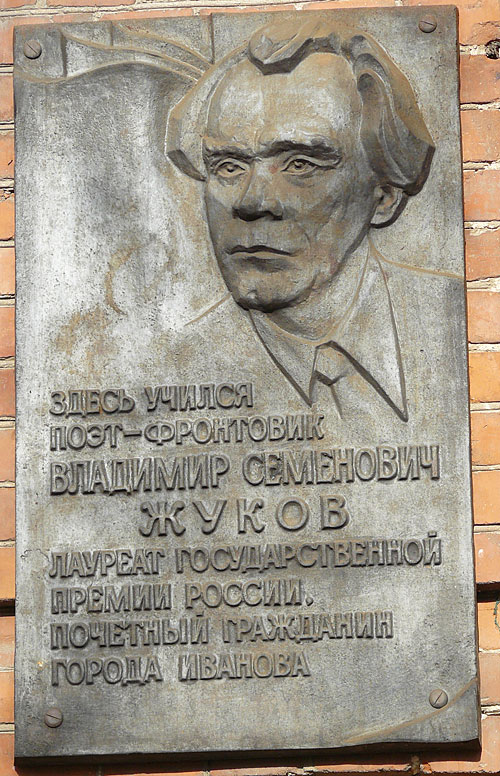 ЗДЕСЬ УЧИЛСЯ
ПОЭТ-ФРОНТОВИК
ВЛАДИМИР СЕМЕНОВИЧ
ЖУКОВ
ЛАУРЕАТ ГОСУДАРСТВЕННОЙ
ПРЕМИИ РОССИИ.
ПОЧЕТНЫЙ ГРАЖДАНИН
ГОРОДА ИВАНОВА